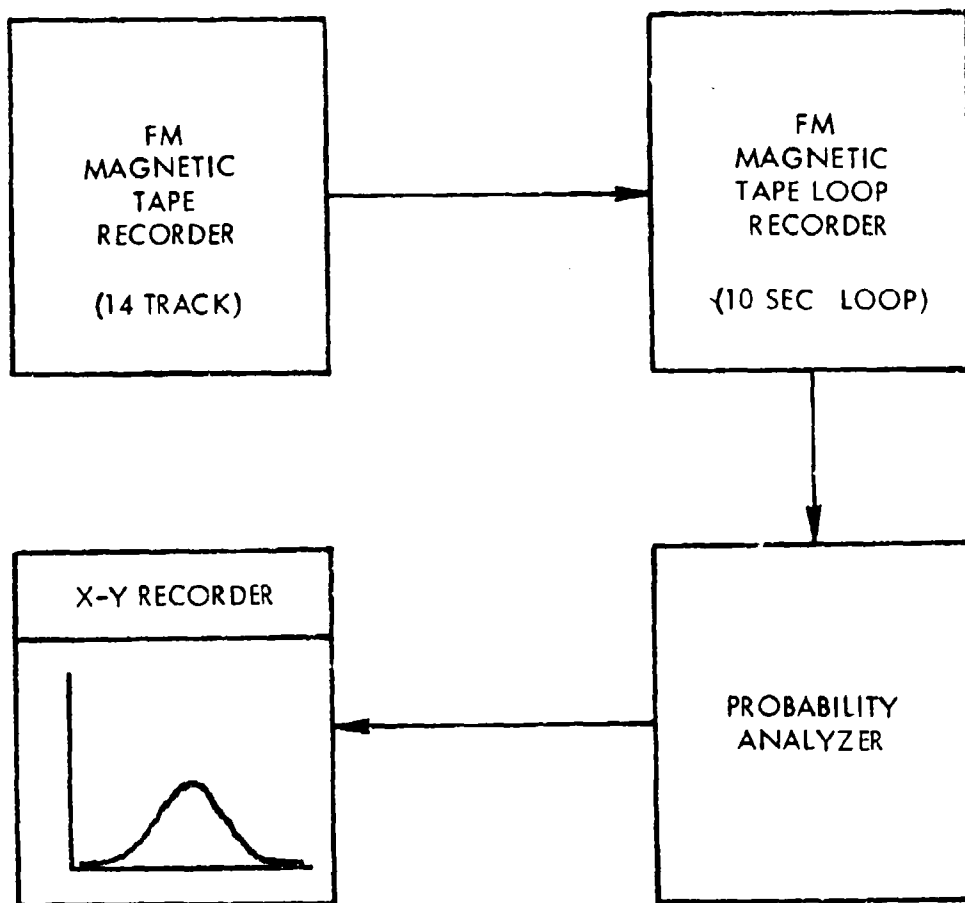 FM
MAGNETIC
TAPE
RECORDER
(14 TRACK)
FM
MAGNETIC
TAPE LOOP
RECORDER
(10 SEC LOOP)
X-Y RECORDER
PROBABILITY
ANALYZER